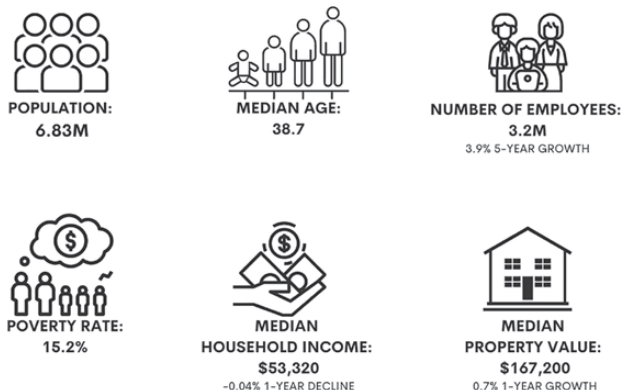 POPULATION:
6.83M
MEDIAN AGE:
38.7
NUMBER OF EMPLOYEES:
3.2M
3.9% 5-YEAR GROWTH
$
POVERTY RATE:
15.2%
$
MEDIAN
HOUSEHOLD INCOME:
$53,320
-0.04% 1-YEAR DECLINE
MEDIAN
PROPERTY VALUE:
$167,200
0.7% 1-YEAR GROWTH